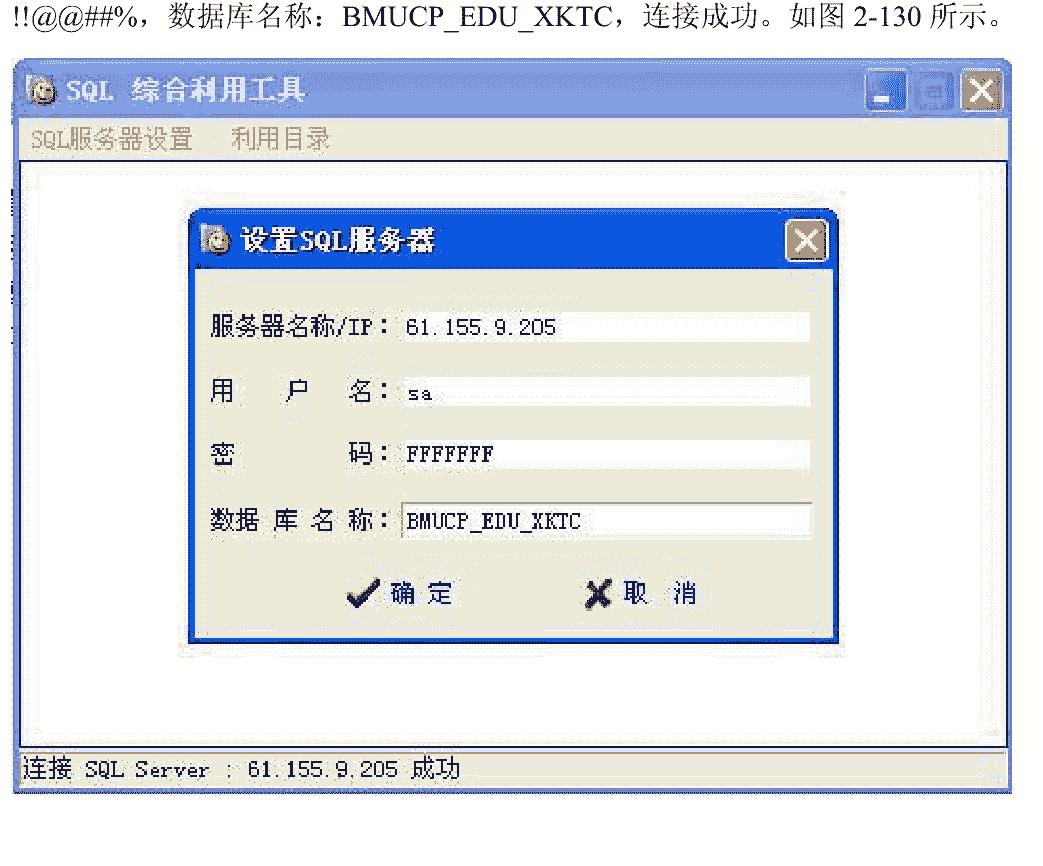 !!@@##%，数据库名称：BMUCP_EDU_XKTC，连接成功。如图 2-130 所示。
SQL 综合利用工具
SQL服务器设置 利用目录
设置SQL服务器
服务器名称/IP： 61.155.9.205
用 户 名： sa
密 码： FFFFFFF
数据 库 名 称： BMUCP_EDU_XKTC
确 定 取 消
连接 SQL Server : 61.155.9.205 成功